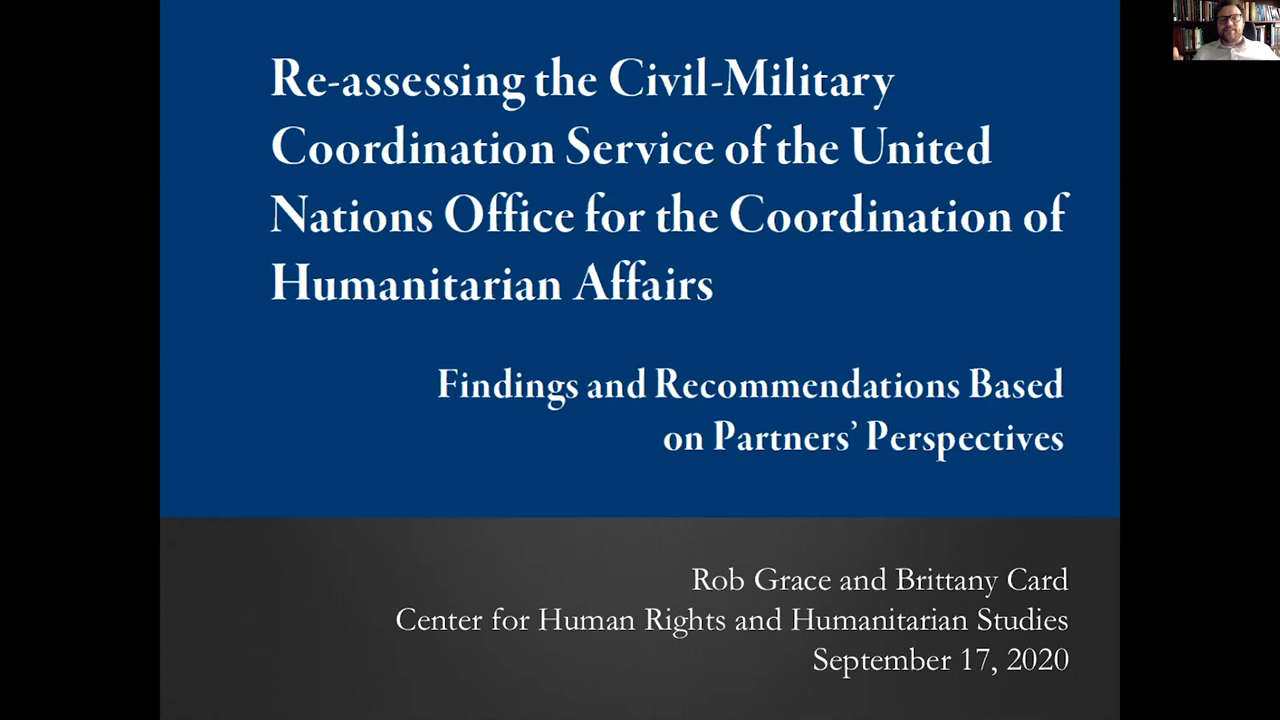 Re-assessing the Civil-Military
Coordination Service of the United
Nations Office for the Coordination of
Humanitarian Affairs
Findings and Recommendations Based
on Partners’ Perspectives
Rob Grace and Brittany Card
Center for Human Rights and Humanitarian Studies
September 17, 2020